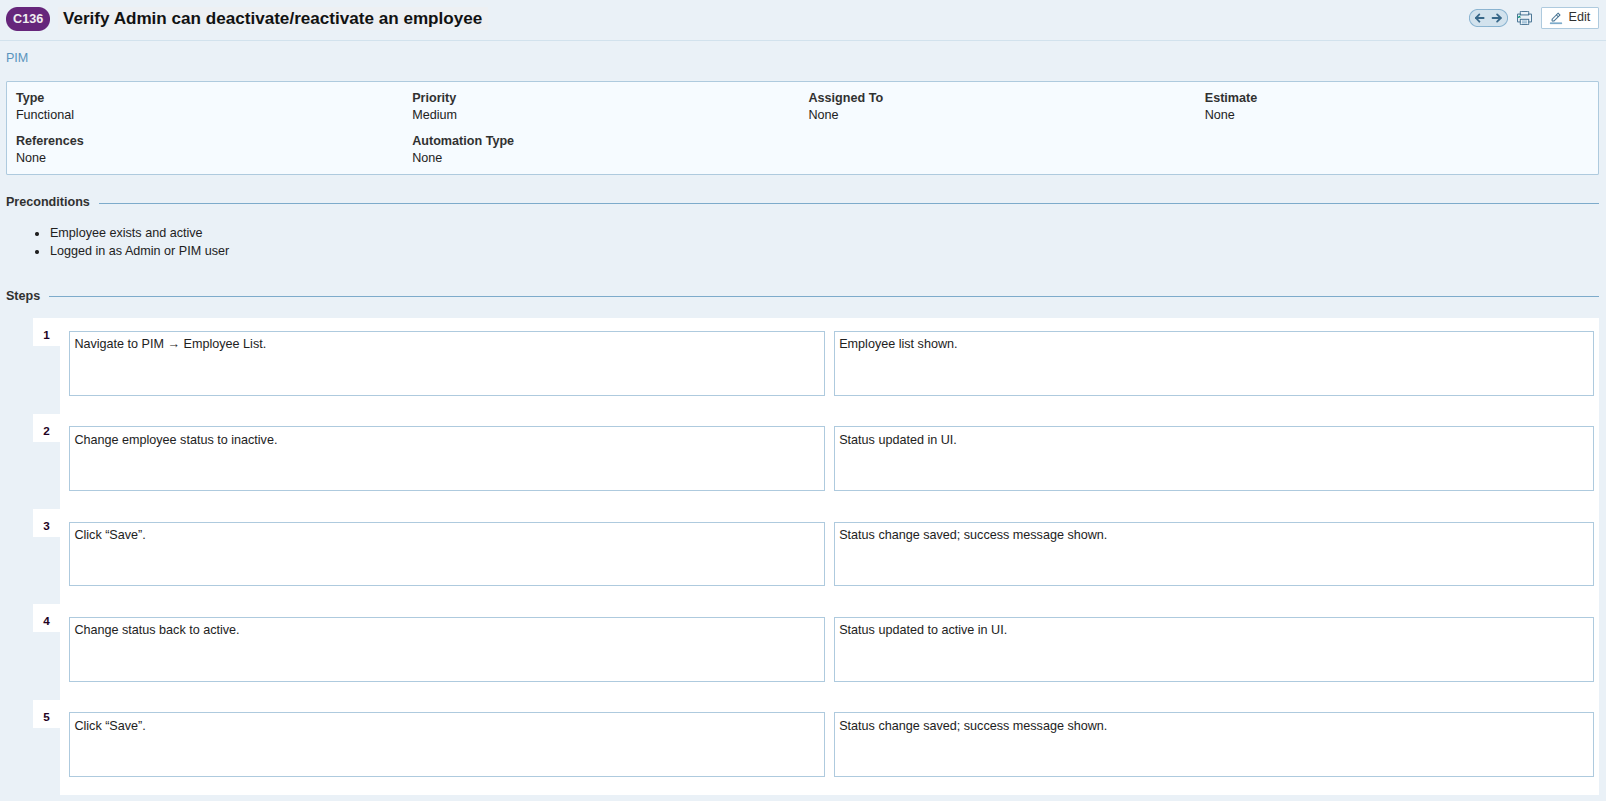 C136 Verify Admin can deactivate/reactivate an employee Edit
PIM
Type Priority Assigned To Estimate
Functional Medium None None
References Automation Type
None None
Preconditions
• Employee exists and active
• Logged in as Admin or PIM user
Steps
1 Navigate to PIM → Employee List. Employee list shown.
2 Change employee status to inactive. Status updated in UI.
3 Click “Save”. Status change saved; success message shown.
4 Change status back to active. Status updated to active in UI.
5 Click “Save”. Status change saved; success message shown.